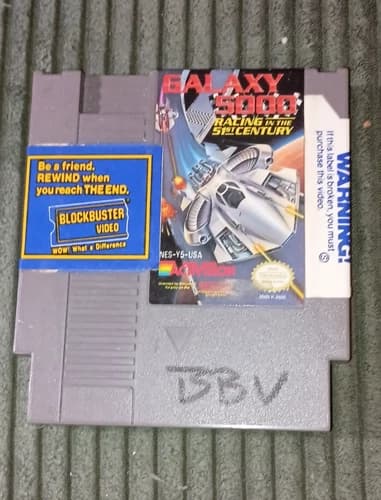 GALAXY
5000
RACING IN THE
51ST CENTURY
NES-Y5-USA
ACTIVISION
Be a friend.
REWIND when
you reach THE END.
BLOCKBUSTER
VIDEO
WOW! What a Difference
WARNING!
If this label is broken, you must
purchase this video.
BBV